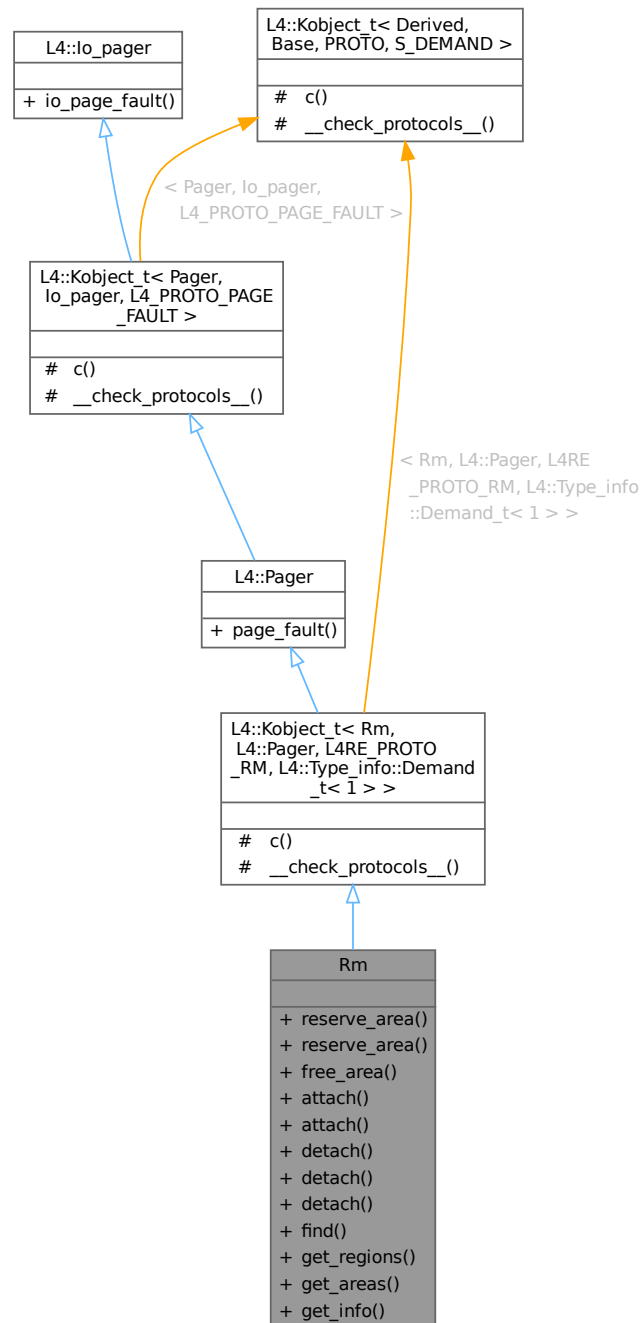 L4::Io_pager
+ io_page_fault()
L4::Kobject_t< Derived,
Base, PROTO, S_DEMAND >
# c()
# __check_protocols__()
< Pager, Io_pager,
L4_PROTO_PAGE_FAULT >
L4::Kobject_t< Pager,
Io_pager, L4_PROTO_PAGE
_FAULT >
# c()
# __check_protocols__()
< Rm, L4::Pager, L4RE
_PROTO_RM, L4::Type_info
::Demand_t< 1 > >
L4::Pager
+ page_fault()
L4::Kobject_t< Rm,
L4::Pager, L4RE_PROTO
_RM, L4::Type_info::Demand
_t< 1 > >
# c()
# __check_protocols__()
Rm
+ reserve_area()
+ reserve_area()
+ free_area()
+ attach()
+ attach()
+ detach()
+ detach()
+ detach()
+ find()
+ get_regions()
+ get_areas()
+ get_info()